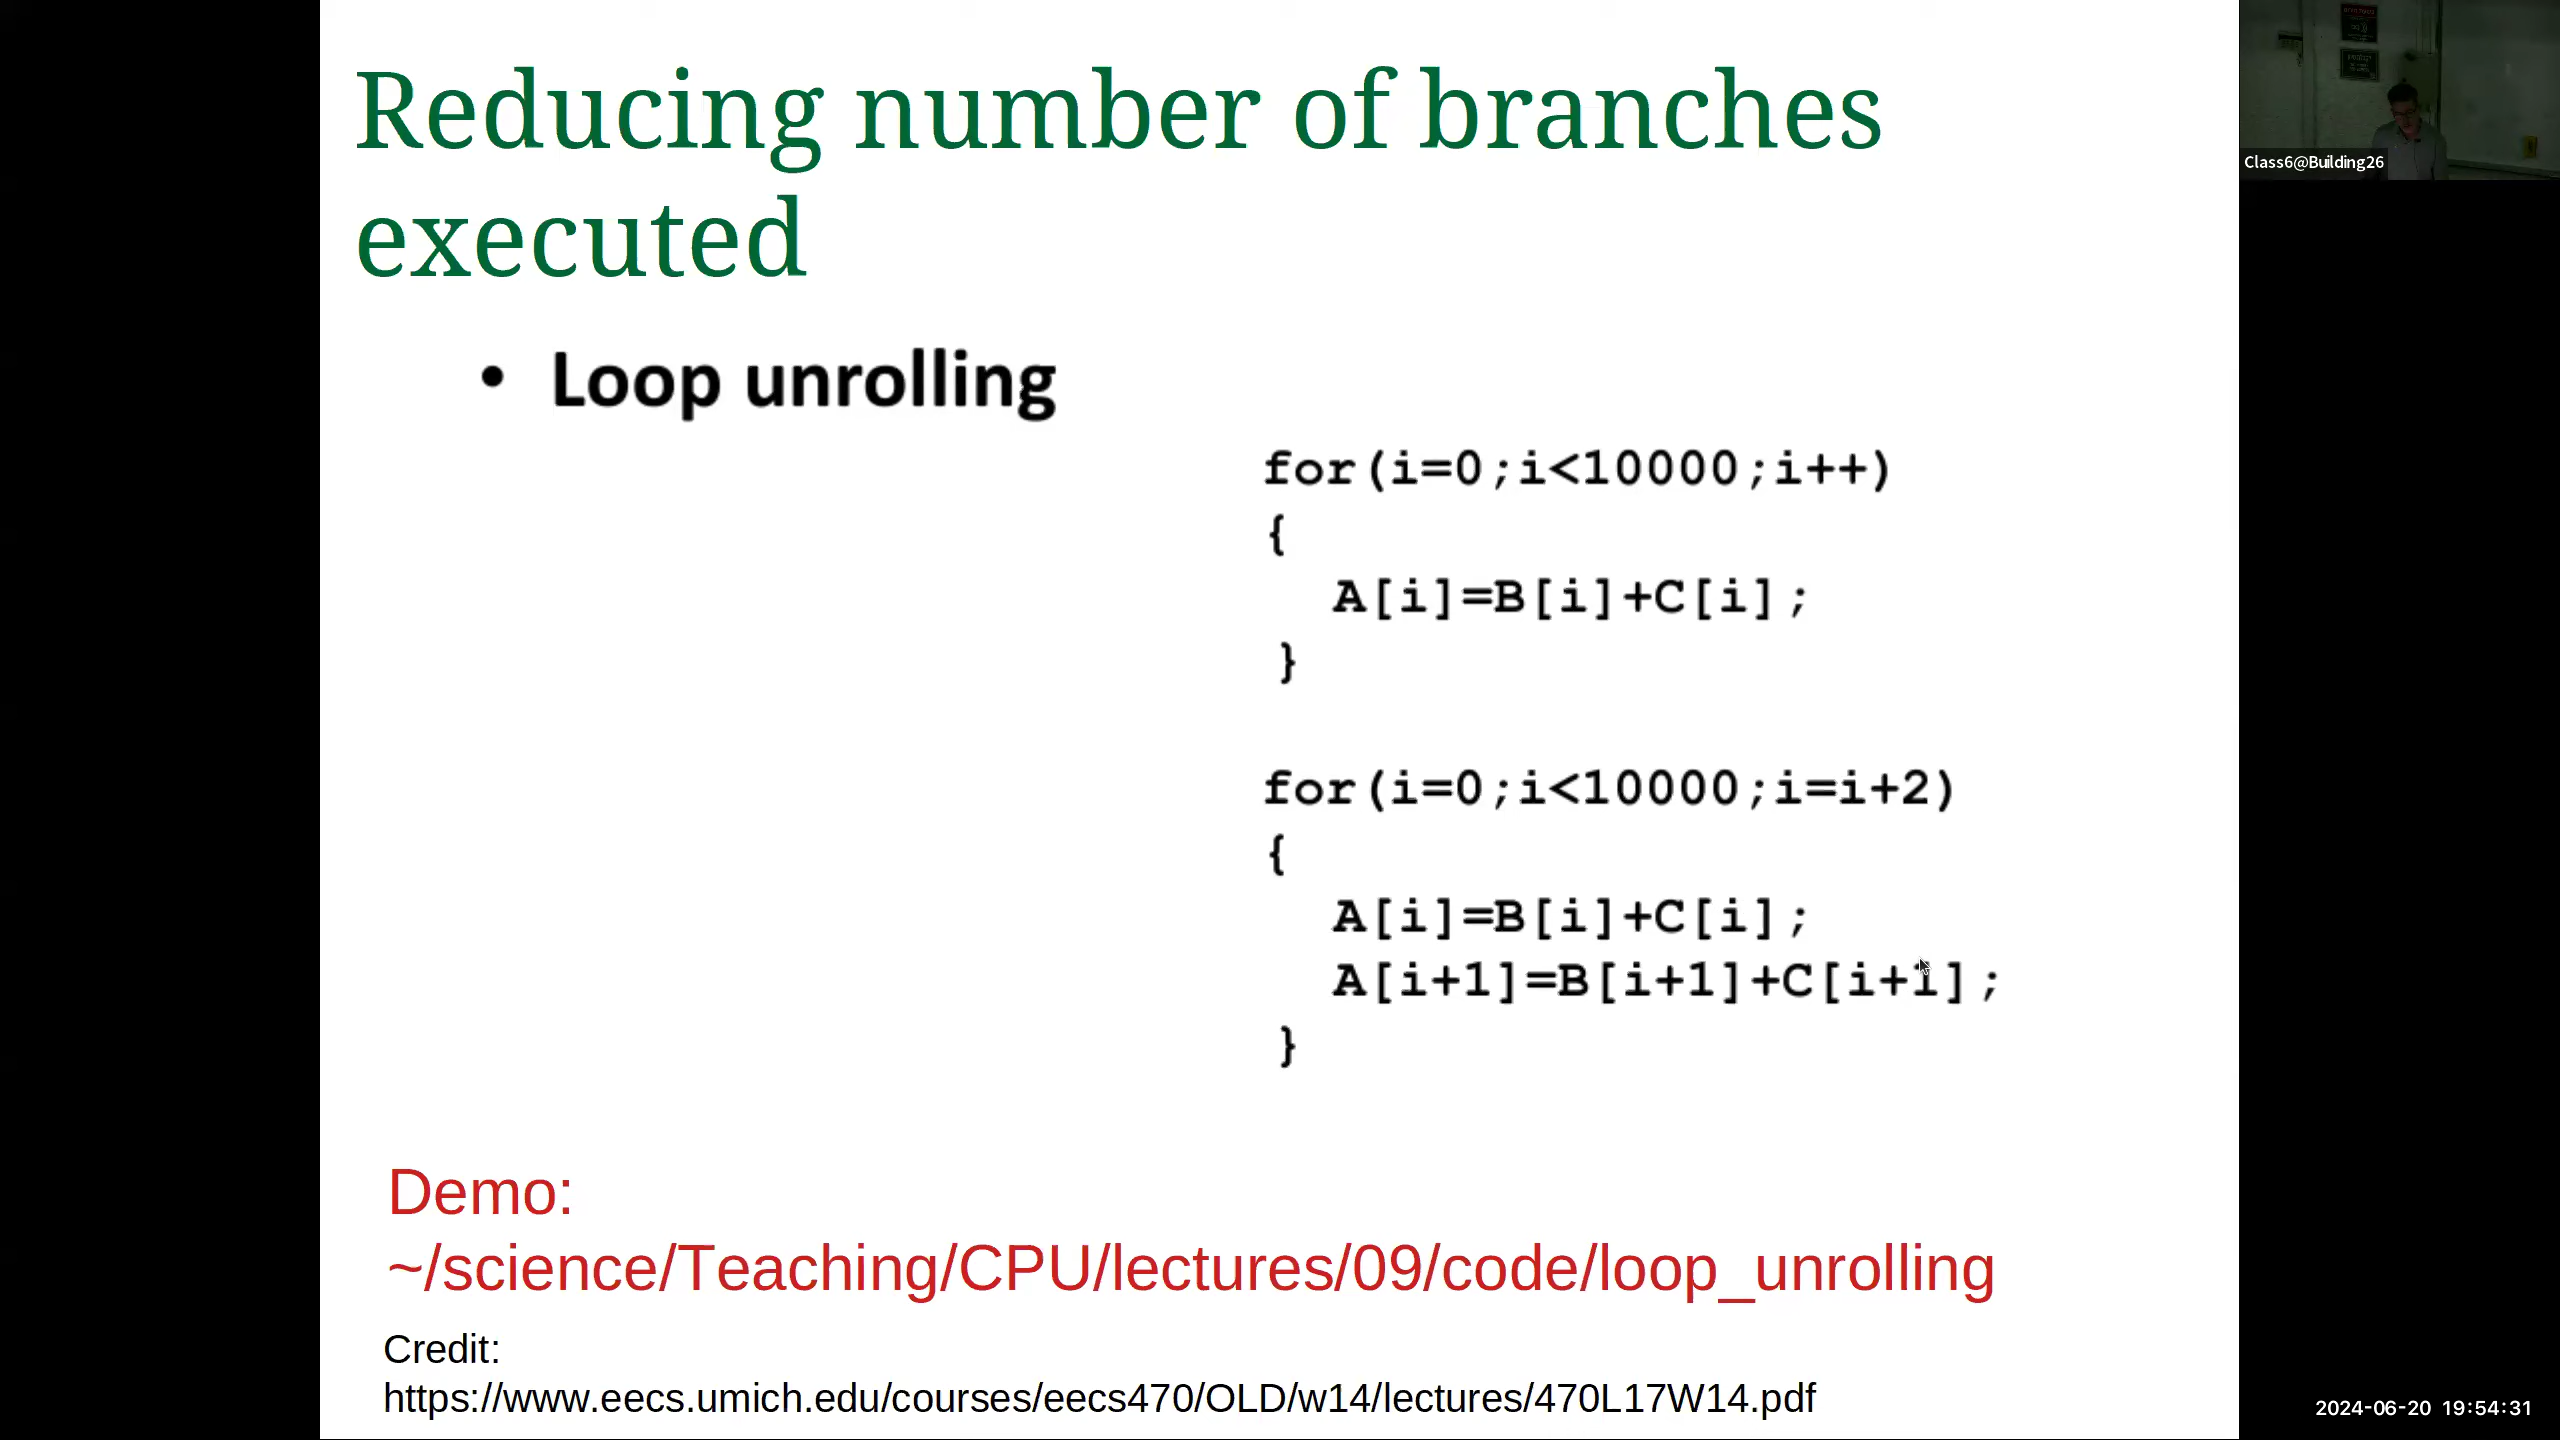 Reducing number of branches
executed
• Loop unrolling
for(i=0;i<10000;i++)
{
A[i]=B[i]+C[i];
}
for(i=0;i<10000;i=i+2)
{
A[i]=B[i]+C[i];
A[i+1]=B[i+1]+C[i+1];
}
Demo:
~/science/Teaching/CPU/lectures/09/code/loop_unrolling
Credit:
https://www.eecs.umich.edu/courses/eecs470/OLD/w14/lectures/470L17W14.pdf
Class6@Building26
2024-06-20 19:54:31